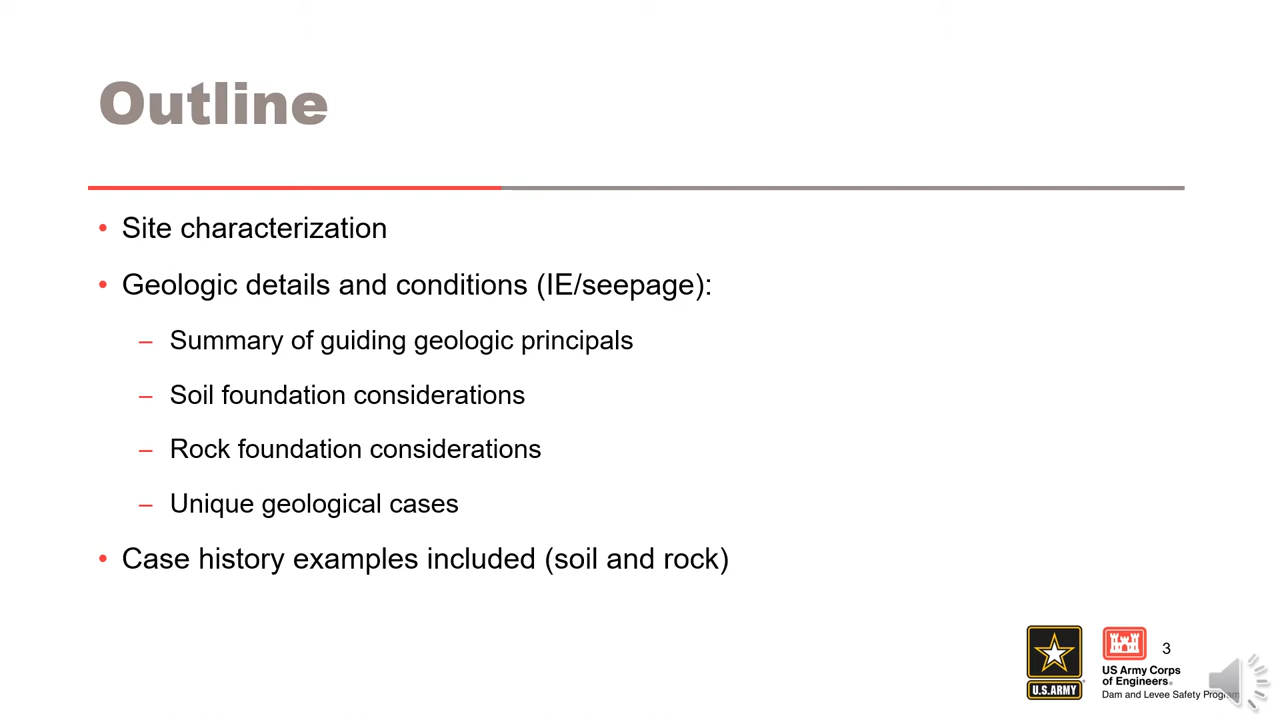 Outline
• Site characterization
• Geologic details and conditions (IE/seepage):
– Summary of guiding geologic principals
– Soil foundation considerations
– Rock foundation considerations
– Unique geological cases
• Case history examples included (soil and rock)
3
U.S.ARMY
US Army Corps
of Engineers®
Dam and Levee Safety Program